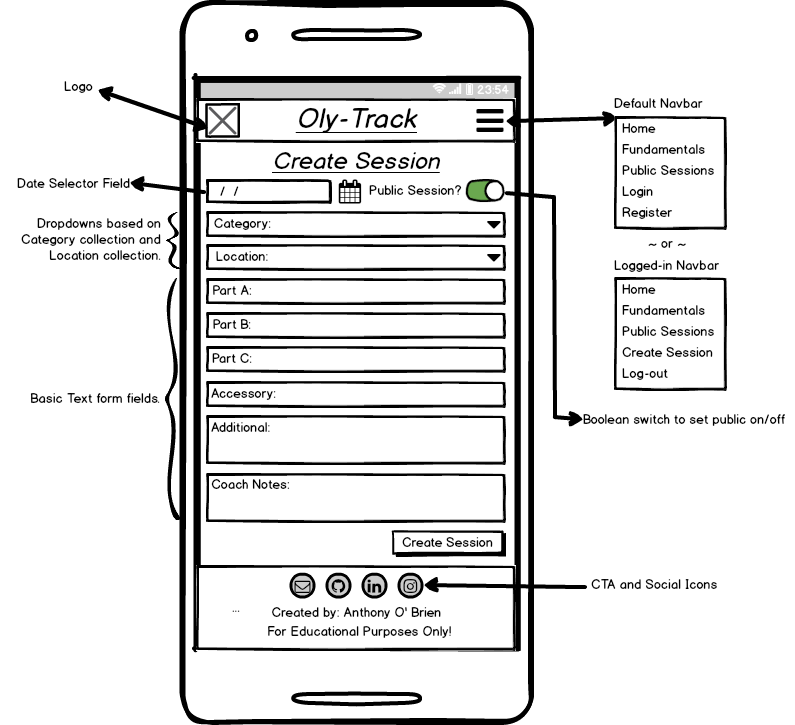 23:54
Logo
Oly-Track
Default Navbar
Home
Fundamentals
Public Sessions
Login
Register
~ or ~
Logged-in Navbar
Home
Fundamentals
Public Sessions
Create Session
Log-out
Create Session
Date Selector Field
/ /
Public Session?
Dropdowns based on
Category collection and
Location collection.
Category:
Location:
Basic Text form fields.
Part A:
Part B:
Part C:
Accessory:
Additional:
Coach Notes:
Boolean switch to set public on/off
Create Session
in
CTA and Social Icons
...
Created by: Anthony O' Brien
For Educational Purposes Only!